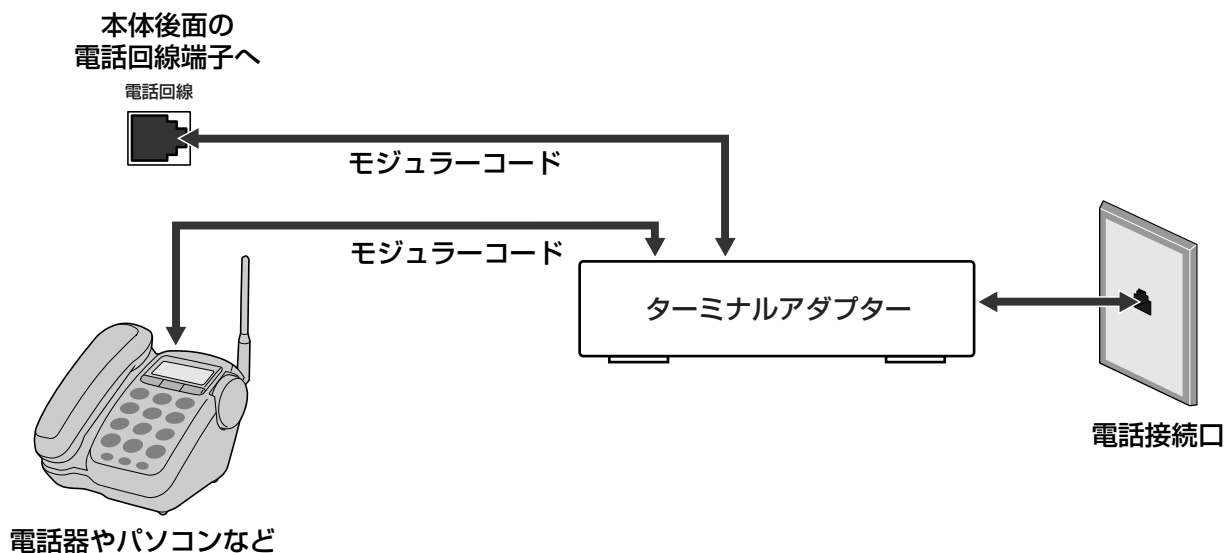 本体後面の
電話回線端子へ
電話回線
モジュラーコード
モジュラーコード
ターミナルアダプター
電話接続口
電話器やパソコンなど